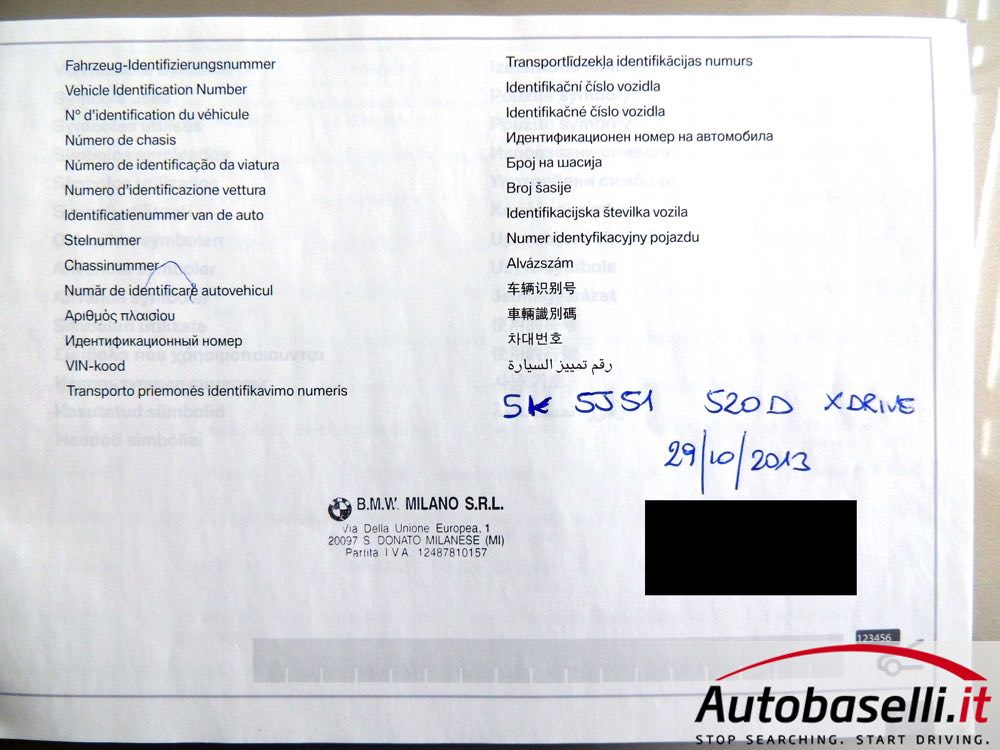 Fahrzeug-Identifizierungsnummer
Vehicle Identification Number
N° d'identification du véhicule
Número de chasis
Número de identificação da viatura
Numero d'identificazione vettura
Identificatienummer van de auto
Stelnummer
Chassinummer
Număr de identificare autovehicul
Αριθμός πλαισίου
Идентификационный номер
VIN-kood
Transporto priemonės identifikavimo numeris
Transportlīdzekļa identifikācijas numurs
Identifikační číslo vozidla
Identifikačné číslo vozidla
Идентификационен номер на автомобила
Број на шасија
Broj šasije
Identifikacijska številka vozila
Numer identyfikacyjny pojazdu
Alvázszám
车辆识别号
車輛識別碼
차대번호
رقم تمييز السيارة
5K 5551 520D XDRIVE
29/10/2013
B.M.W. MILANO S.R.L.
Via Della Unione Europea, 1
20097 S. DONATO MILANESE (MI)
Partita I.V.A. 12487810157
123456
Autobaselli.it
STOP SEARCHING. START DRIVING.